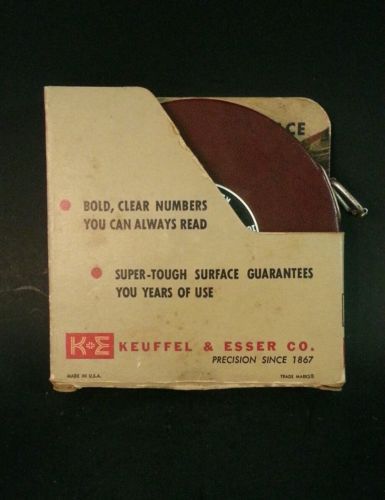 ACE
BOLD, CLEAR NUMBERS
YOU CAN ALWAYS READ
SUPER-TOUGH SURFACE GUARANTEES
YOU YEARS OF USE
K+E KEUFFEL & ESSER CO.
PRECISION SINCE 1867
MADE IN U.S.A. TRADE MARKS®